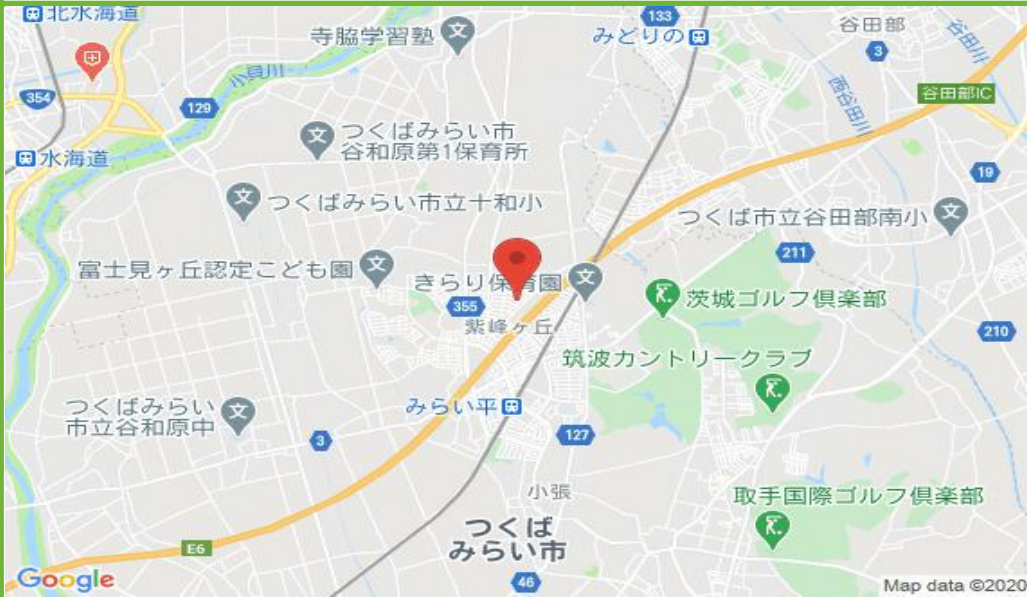 北水海道
133
谷田部
谷田川
寺脇学習塾
みどりの
3
小貝川
西谷田川
354
129
谷田部IC
つくばみらい市
谷和原第1保育所
水海道
19
つくばみらい市立十和小
つくば市立谷田部南小
211
富士見ヶ丘認定こども園
きらり保育園
355
茨城ゴルフ倶楽部
紫峰ヶ丘
210
筑波カントリークラブ
つくばみらい
市立谷和原中
みらい平
3
127
小張
取手国際ゴルフ倶楽部
つくば
みらい市
E6
Google
46
Map data ©2020